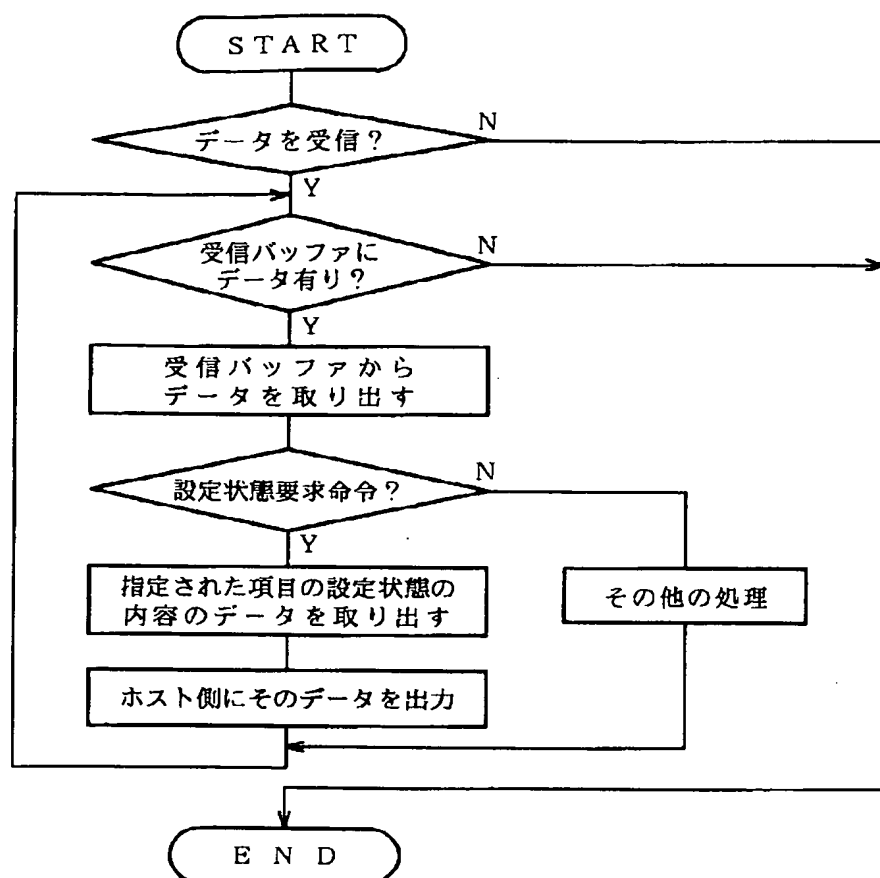 START
データを受信？
N
Y
受信バッファに
データ有り？
N
Y
受信バッファから
データを取り出す
設定状態要求命令？
N
Y
指定された項目の設定状態の
内容のデータを取り出す
その他の処理
ホスト側にそのデータを出力
END